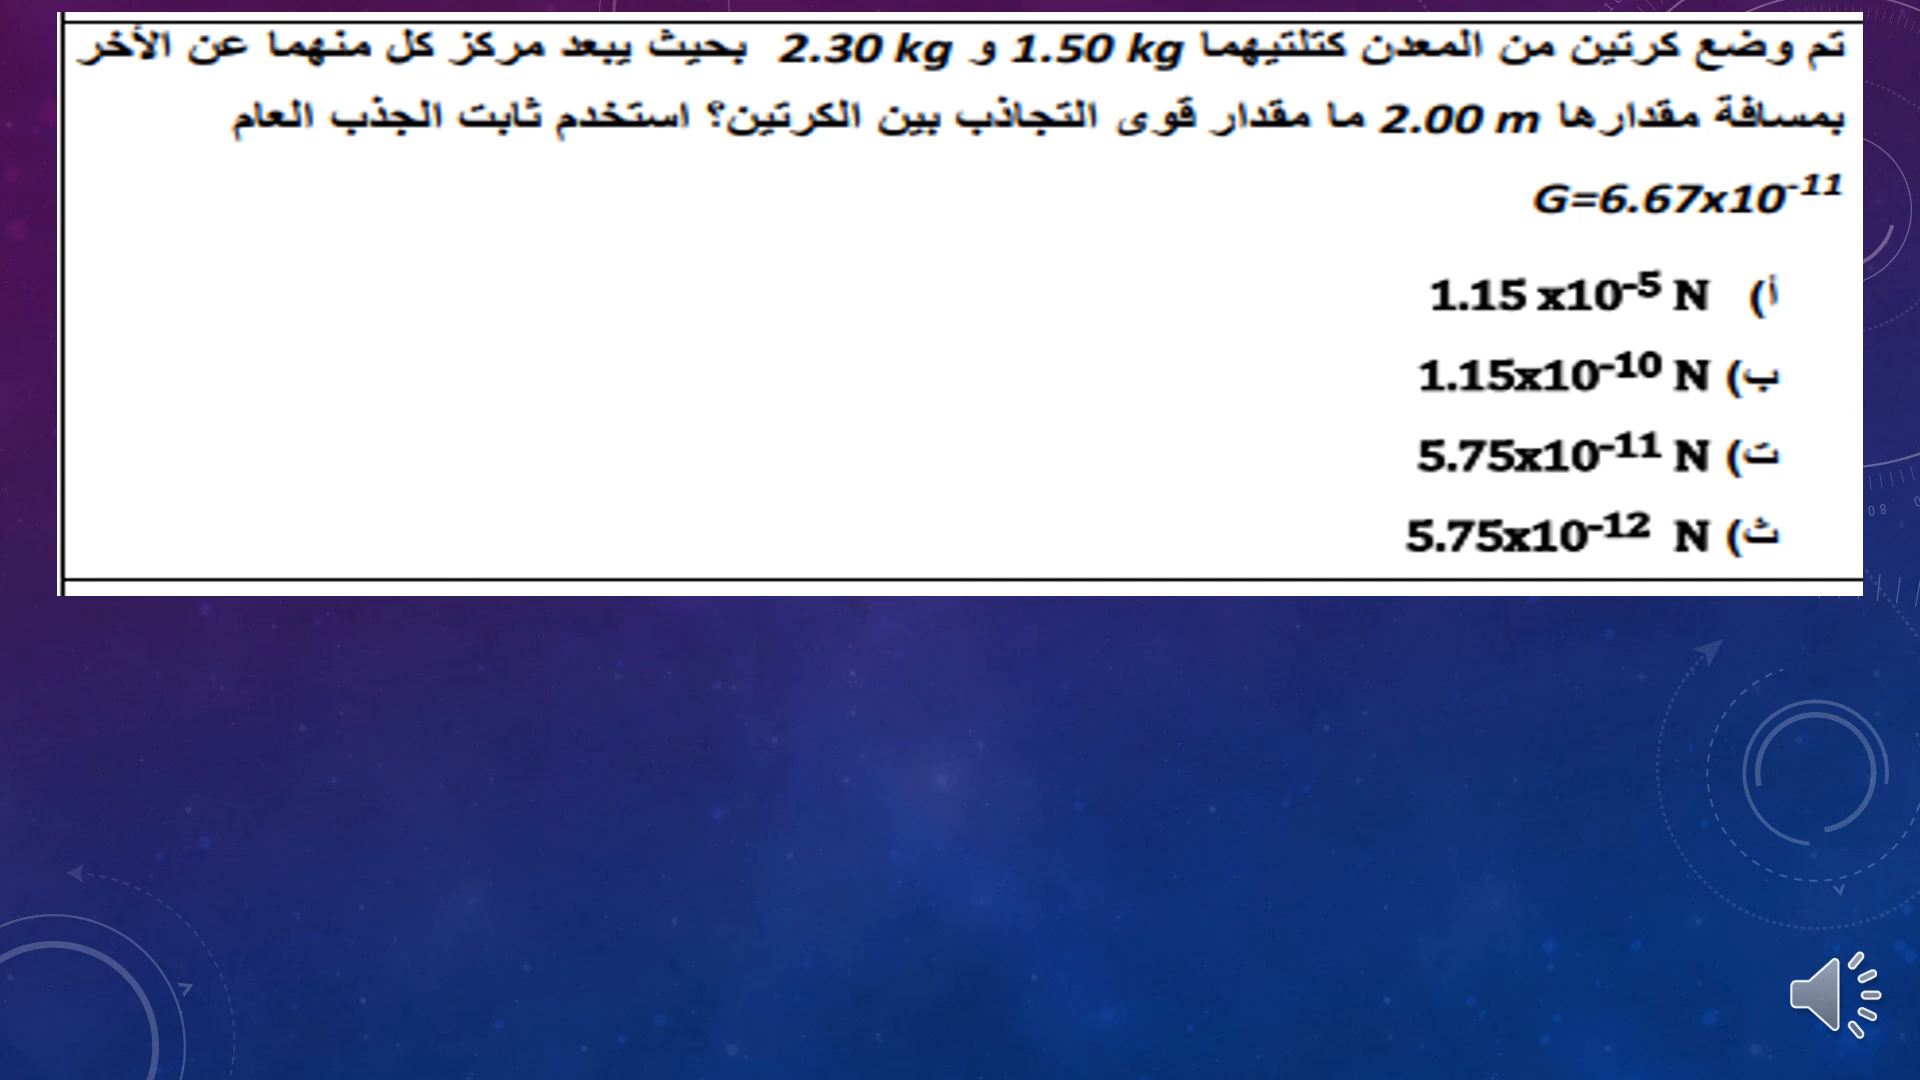 تم وضع كرتين من المعدن كتلتيهما 1.50 kg و 2.30 kg بحيث يبعد مركز كل منهما عن الأخر
بمسافة مقدارها 2.00 m ما مقدار قوى التجاذب بين الكرتين؟ استخدم ثابت الجذب العام
G=6.67x10⁻¹¹
أ) 1.15 x10⁻⁵ N
ب) 1.15x10⁻¹⁰ N
ت) 5.75x10⁻¹¹ N
ث) 5.75x10⁻¹² N